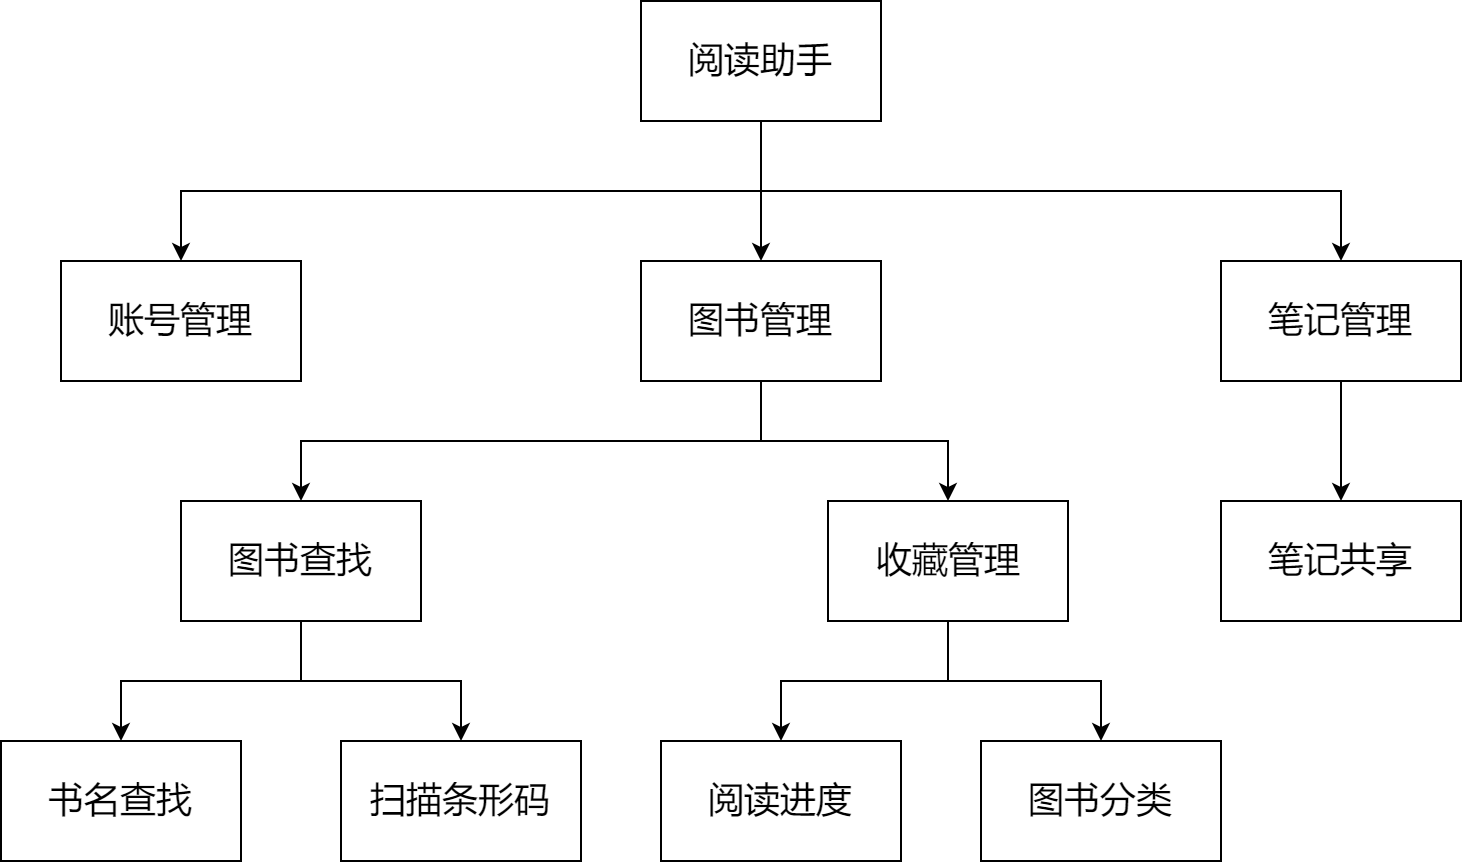 阅读助手
账号管理
图书管理
笔记管理
图书查找
收藏管理
笔记共享
书名查找
扫描条形码
阅读进度
图书分类